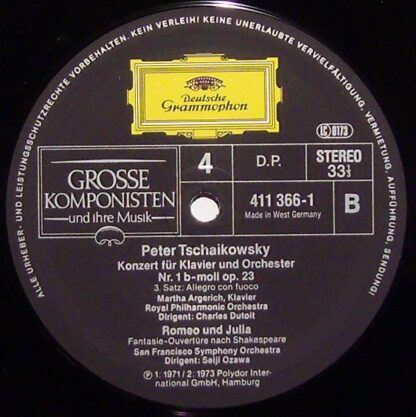 ALLE URHEBER- UND LEISTUNGSSCHUTZRECHTE VORBEHALTEN. KEIN VERLEIH! KEINE UNERLAUBTE VERVIELFÄLTIGUNG, VERMIETUNG, AUFFÜHRUNG, SENDUNG!
Deutsche
Grammophon
LC 0173
GROSSE
KOMPONISTEN
und ihre Musik
4
D.P.
STEREO
33⅓
411 366-1
Made in West Germany
B
Peter Tschaikowsky
Konzert für Klavier und Orchester
Nr. 1 b-moll op. 23
3. Satz: Allegro con fuoco
Martha Argerich, Klavier
Royal Philharmonic Orchestra
Dirigent: Charles Dutoit
Romeo und Julia
Fantasie-Ouvertüre nach Shakespeare
San Francisco Symphony Orchestra
Dirigent: Seiji Ozawa
℗ 1: 1971 / 2: 1973 Polydor Inter-
national GmbH, Hamburg